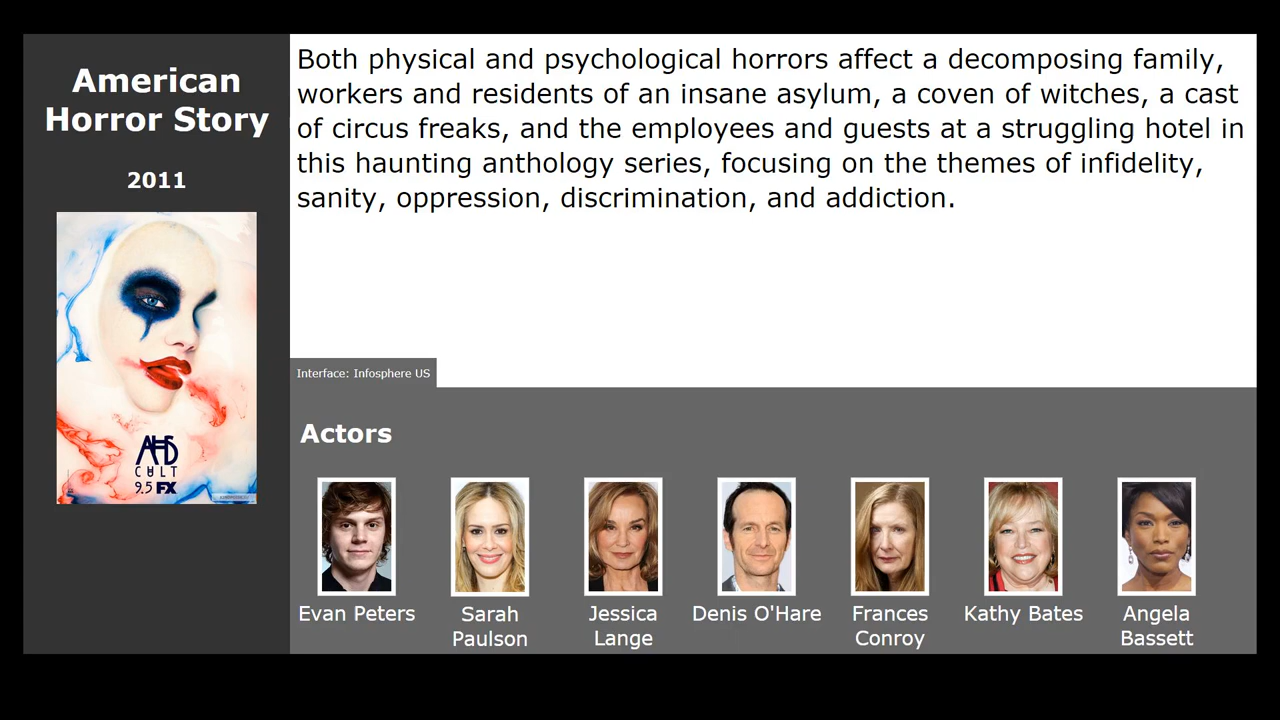 American
Horror Story
2011
AHS
CULT
9.5 FX
Both physical and psychological horrors affect a decomposing family,
workers and residents of an insane asylum, a coven of witches, a cast
of circus freaks, and the employees and guests at a struggling hotel in
this haunting anthology series, focusing on the themes of infidelity,
sanity, oppression, discrimination, and addiction.
Interface: Infosphere US
Actors
Evan Peters
Sarah
Paulson
Jessica
Lange
Denis O'Hare
Frances
Conroy
Kathy Bates
Angela
Bassett